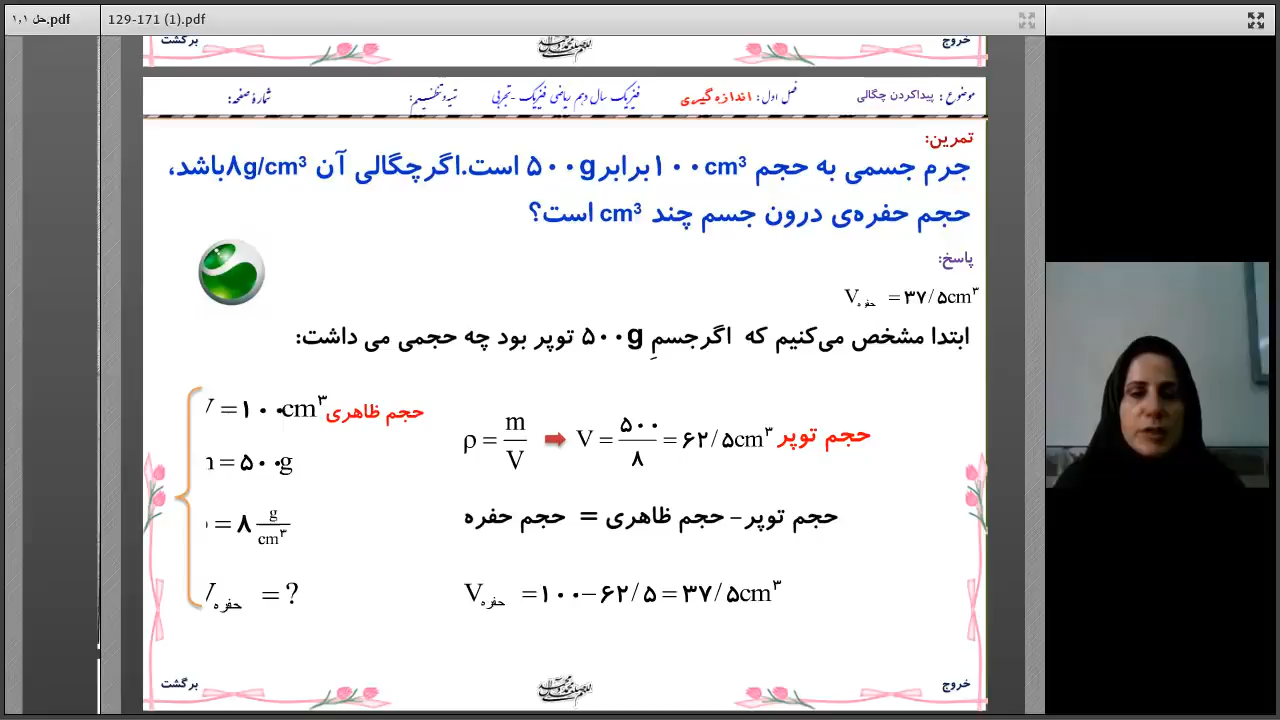 حل ۱,۱.pdf
129-171 (1).pdf
برگشت
خروج
موضوع : پیداکردن چگالی
فصل اول: اندازه گیری
فیزیک سال دهم ریاضی فیزیک -تجربی
تهیه وتنظیم:
شمارهٔ صفحه:
تمرین:
جرم جسمی به حجم ۱۰۰cm³ برابر ۵۰۰g است.اگرچگالی آن ۸g/cm³ باشد،
حجم حفره‌ی درون جسم چند cm³ است؟
پاسخ:
V حفره = ۳۷/۵cm³
ابتدا مشخص می‌کنیم که اگرجسمِ ۵۰۰g توپر بود چه حجمی می داشت:
V = ۱۰۰cm³ حجم ظاهری
ρ = m/V ➡ V = ۵۰۰/۸ = ۶۲/۵cm³ حجم توپر
m = ۵۰۰g
حجم توپر – حجم ظاهری = حجم حفره
ρ = ۸ g/cm³
V حفره = ?
V حفره = ۱۰۰ – ۶۲/۵ = ۳۷/۵cm³
برگشت
خروج